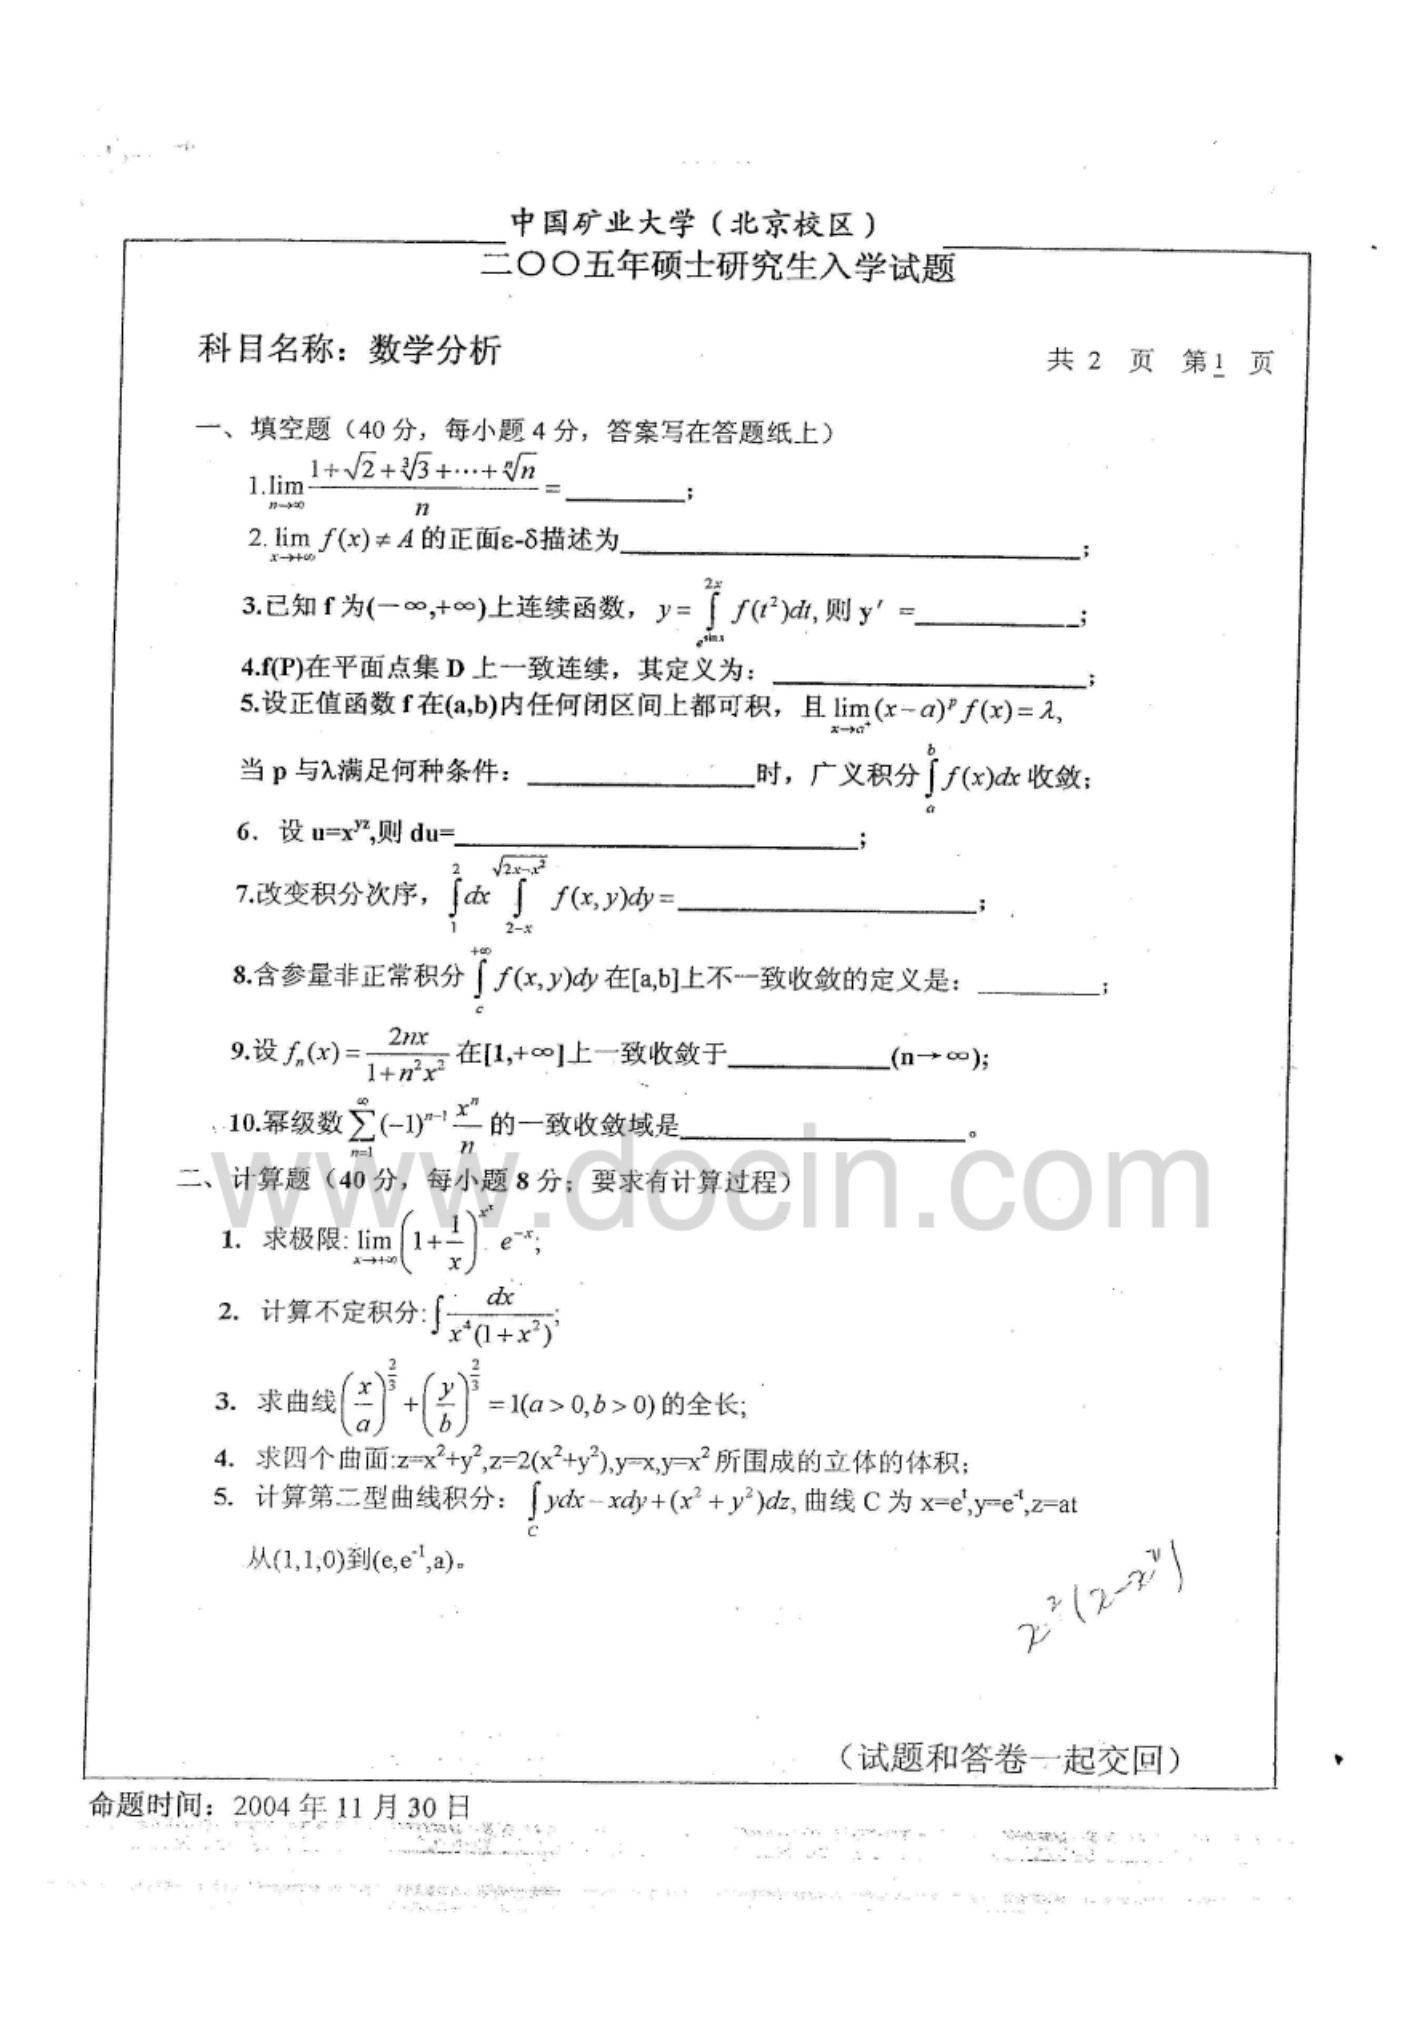 中国矿业大学（北京校区）
二〇〇五年硕士研究生入学试题
科目名称：数学分析
共 2 页 第 1 页
一、填空题（40 分，每小题 4 分，答案写在答题纸上）
1. lim_{n→∞} (1+√2+∛3+⋯+ⁿ√n)/n = ________;
2. lim_{x→+∞} f(x) ≠ A 的正面ε-δ描述为________;
3.已知 f 为(－∞,+∞)上连续函数，y = ∫_{e^{sin x}}^{2x} f(t²)dt, 则 y′ = ________;
4.f(P)在平面点集 D 上一致连续，其定义为：________;
5.设正值函数 f 在(a,b)内任何闭区间上都可积，且 lim_{x→a⁺} (x－a)^p f(x) = λ,
当 p 与λ满足何种条件：________时，广义积分 ∫_a^b f(x)dx 收敛;
6. 设 u=x^{yz},则 du=________;
7.改变积分次序，∫_1^2 dx ∫_{2-x}^{√(2x-x²)} f(x,y)dy = ________;
8.含参量非正常积分 ∫_c^{+∞} f(x,y)dy 在[a,b]上不一致收敛的定义是：________;
9.设 f_n(x) = 2nx/(1+n²x²) 在[1,+∞]上一致收敛于________(n→∞);
10.幂级数 ∑_{n=1}^{∞} (-1)^{n-1} x^n/n 的一致收敛域是________。
二、计算题（40 分，每小题 8 分；要求有计算过程）
1. 求极限: lim_{x→+∞} (1+1/x)^{x²} e^{-x};
2. 计算不定积分: ∫ dx/(x⁴(1+x²));
3. 求曲线 (x/a)^{2/3} + (y/b)^{2/3} = 1(a > 0, b > 0) 的全长;
4. 求四个曲面:z=x²+y²,z=2(x²+y²),y=x,y=x² 所围成的立体的体积;
5. 计算第二型曲线积分： ∫_C ydx－xdy+(x²+y²)dz, 曲线 C 为 x=e^t,y=e^{-t},z=at
从(1,1,0)到(e,e^{-1},a)。
（试题和答卷一起交回）
命题时间：2004 年 11 月 30 日
www.docin.com